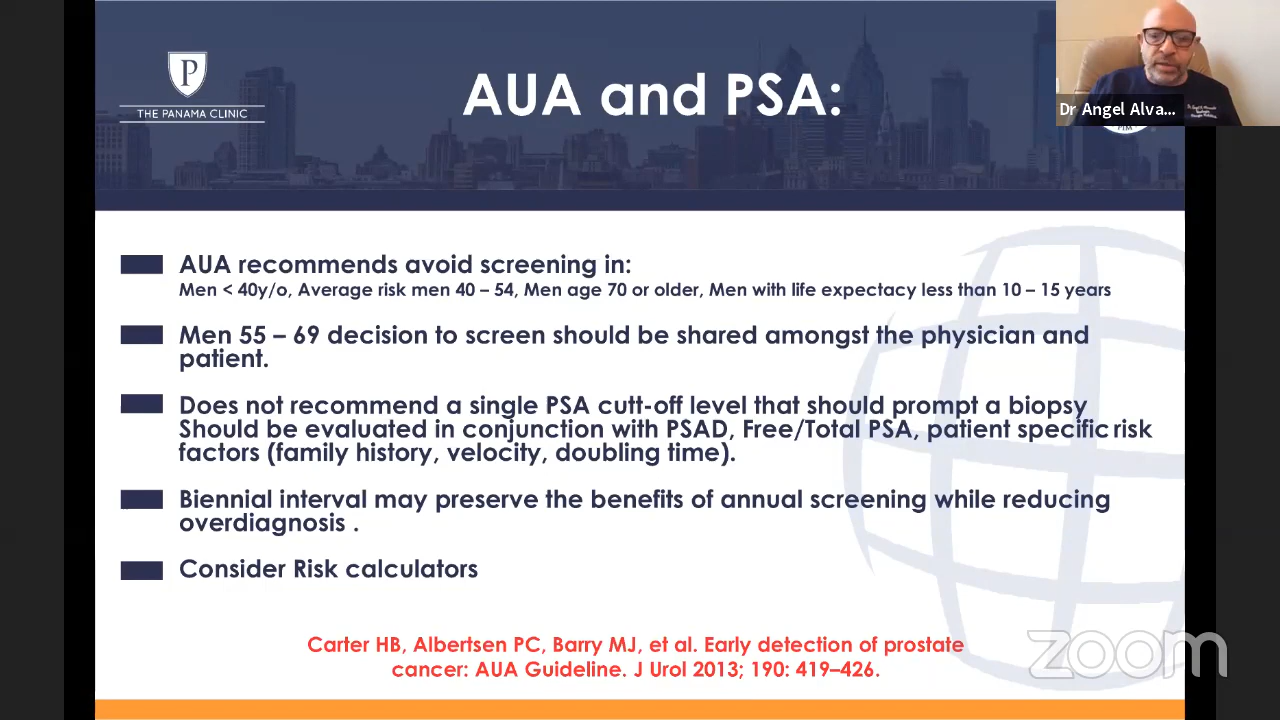 P
THE PANAMA CLINIC
AUA and PSA:
Dr Angel Alva...
PIM
AUA recommends avoid screening in:
Men < 40y/o, Average risk men 40 – 54, Men age 70 or older, Men with life expectacy less than 10 – 15 years
Men 55 – 69 decision to screen should be shared amongst the physician and
patient.
Does not recommend a single PSA cutt-off level that should prompt a biopsy
Should be evaluated in conjunction with PSAD, Free/Total PSA, patient specific risk
factors (family history, velocity, doubling time).
Biennial interval may preserve the benefits of annual screening while reducing
overdiagnosis .
Consider Risk calculators
Carter HB, Albertsen PC, Barry MJ, et al. Early detection of prostate
cancer: AUA Guideline. J Urol 2013; 190: 419–426.
zoom